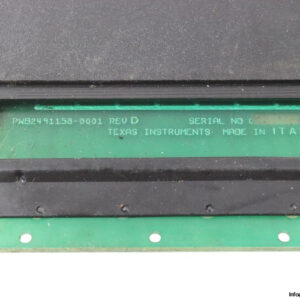 PWB2491158-0001 REV D SERIAL NO
TEXAS INSTRUMENTS MADE IN ITA